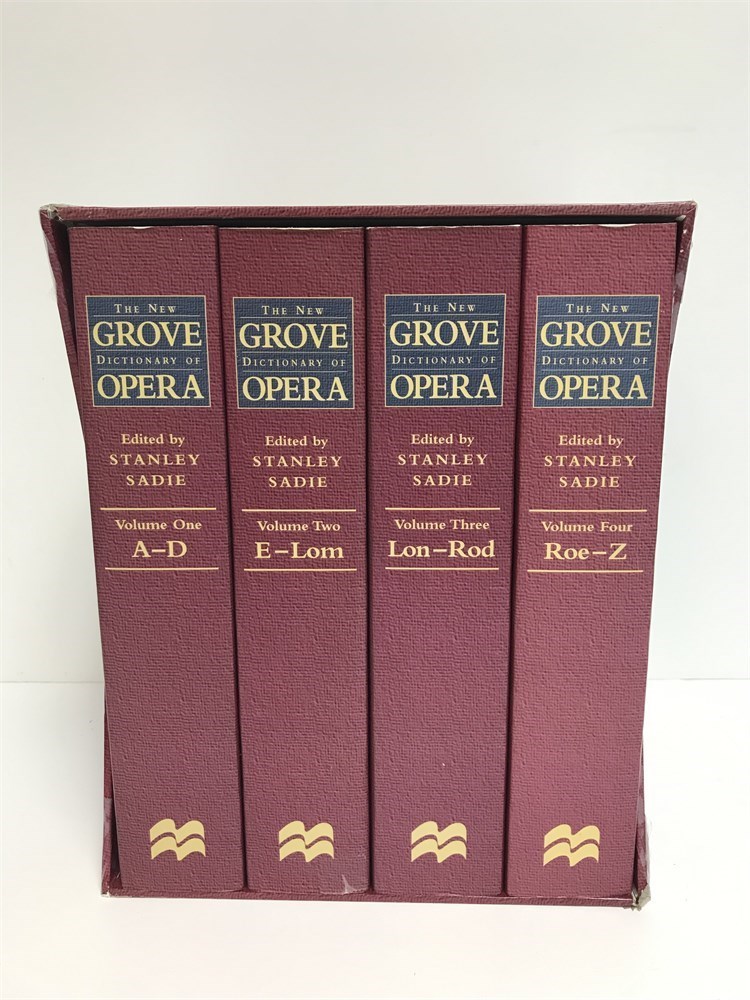 THE NEW
GROVE
DICTIONARY OF
OPERA
Edited by
STANLEY
SADIE
Volume One
A–D
THE NEW
GROVE
DICTIONARY OF
OPERA
Edited by
STANLEY
SADIE
Volume Two
E–Lom
THE NEW
GROVE
DICTIONARY OF
OPERA
Edited by
STANLEY
SADIE
Volume Three
Lon–Rod
THE NEW
GROVE
DICTIONARY OF
OPERA
Edited by
STANLEY
SADIE
Volume Four
Roe–Z